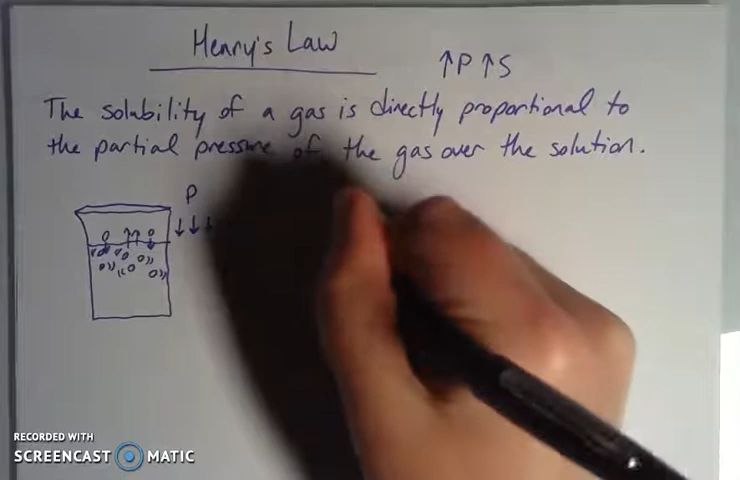 Henry's Law
↑P ↑S
The solubility of a gas is directly proportional to
the partial pressure of the gas over the solution.
P
RECORDED WITH
SCREENCAST MATIC